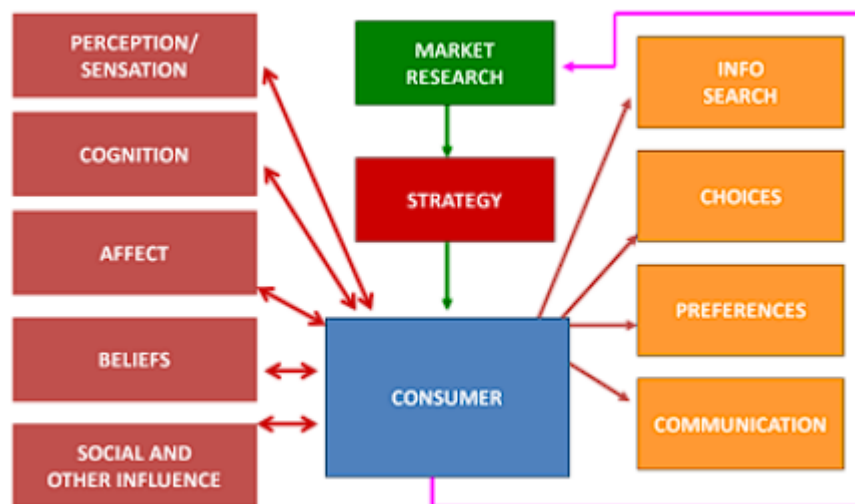 PERCEPTION/
SENSATION
COGNITION
AFFECT
BELIEFS
SOCIAL AND
OTHER INFLUENCE
MARKET
RESEARCH
STRATEGY
CONSUMER
INFO
SEARCH
CHOICES
PREFERENCES
COMMUNICATION